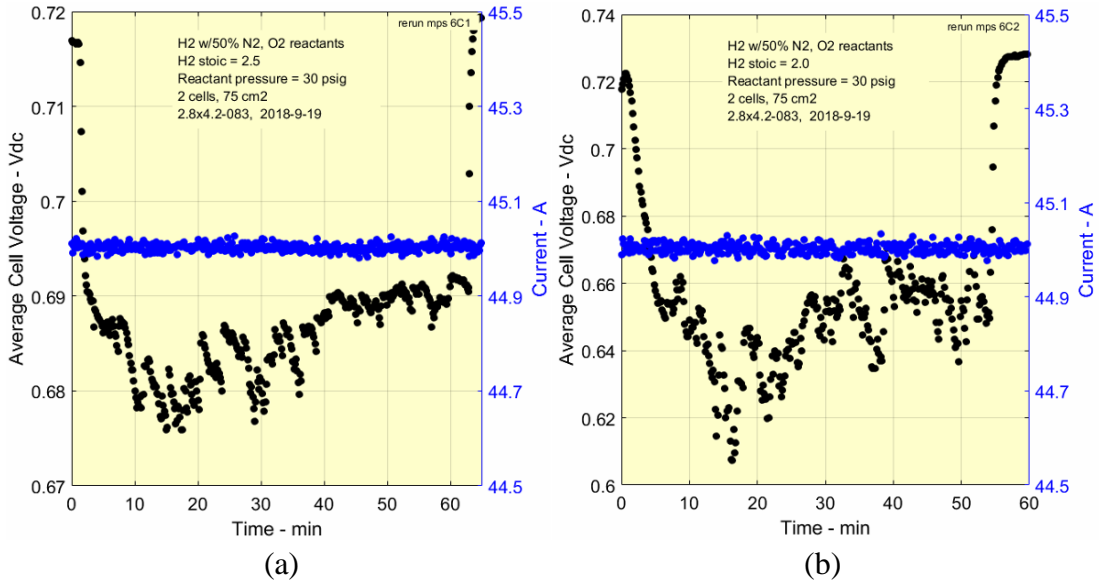 rerun mps 6C1
H2 w/50% N2, O2 reactants
H2 stoic = 2.5
Reactant pressure = 30 psig
2 cells, 75 cm2
2.8x4.2-083, 2018-9-19
Average Cell Voltage - Vdc
0.72
0.71
0.7
0.69
0.68
0.67
0
10
20
30
40
50
60
Time - min
45.5
45.3
45.1
44.9
44.7
44.5
Current - A
(a)
rerun mps 6C2
H2 w/50% N2, O2 reactants
H2 stoic = 2.0
Reactant pressure = 30 psig
2 cells, 75 cm2
2.8x4.2-083, 2018-9-19
Average Cell Voltage - Vdc
0.74
0.72
0.7
0.68
0.66
0.64
0.62
0.6
0
10
20
30
40
50
60
Time - min
45.5
45.3
45.1
44.9
44.7
44.5
Current - A
(b)